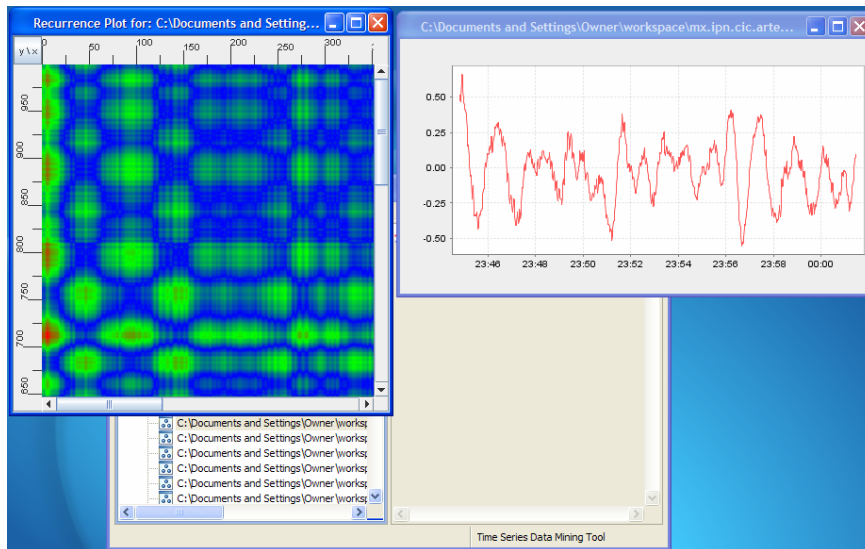 Recurrence Plot for: C:\Documents and Setting...
y\x
0 50 100 150 200 250 300
950
900
850
800
750
700
650
C:\Documents and Settings\Owner\workspace\mx.ipn.cic.arte...
0.50
0.25
0.00
-0.25
-0.50
23:46 23:48 23:50 23:52 23:54 23:56 23:58 00:00
C:\Documents and Settings\Owner\worksp
C:\Documents and Settings\Owner\worksp
C:\Documents and Settings\Owner\worksp
C:\Documents and Settings\Owner\worksp
C:\Documents and Settings\Owner\worksp
C:\Documents and Settings\Owner\worksp
Time Series Data Mining Tool